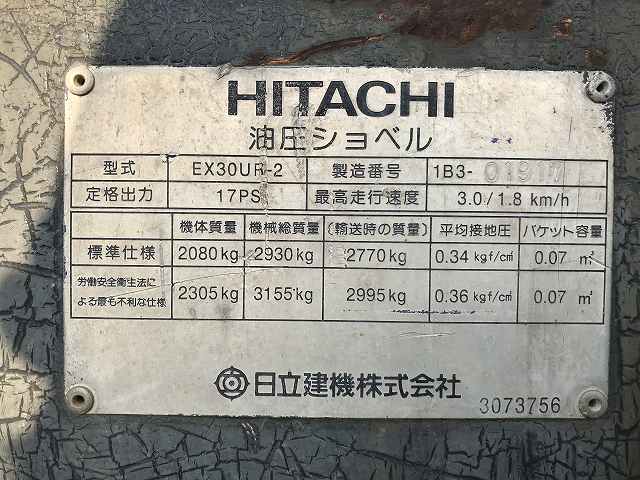 HITACHI
油圧ショベル
型式 EX30UR-2 製造番号 1B3-
定格出力 17PS 最高走行速度 3.0/1.8 km/h
機体質量 機械総質量 (輸送時の質量) 平均接地圧 バケット容量
標準仕様 2080kg 2930kg 2770kg 0.34 kgf/c㎡ 0.07 ㎥
労働安全衛生法に
よる最も不利な仕様 2305kg 3155kg 2995kg 0.36 kgf/c㎡ 0.07 ㎥
日立建機株式会社
3073756